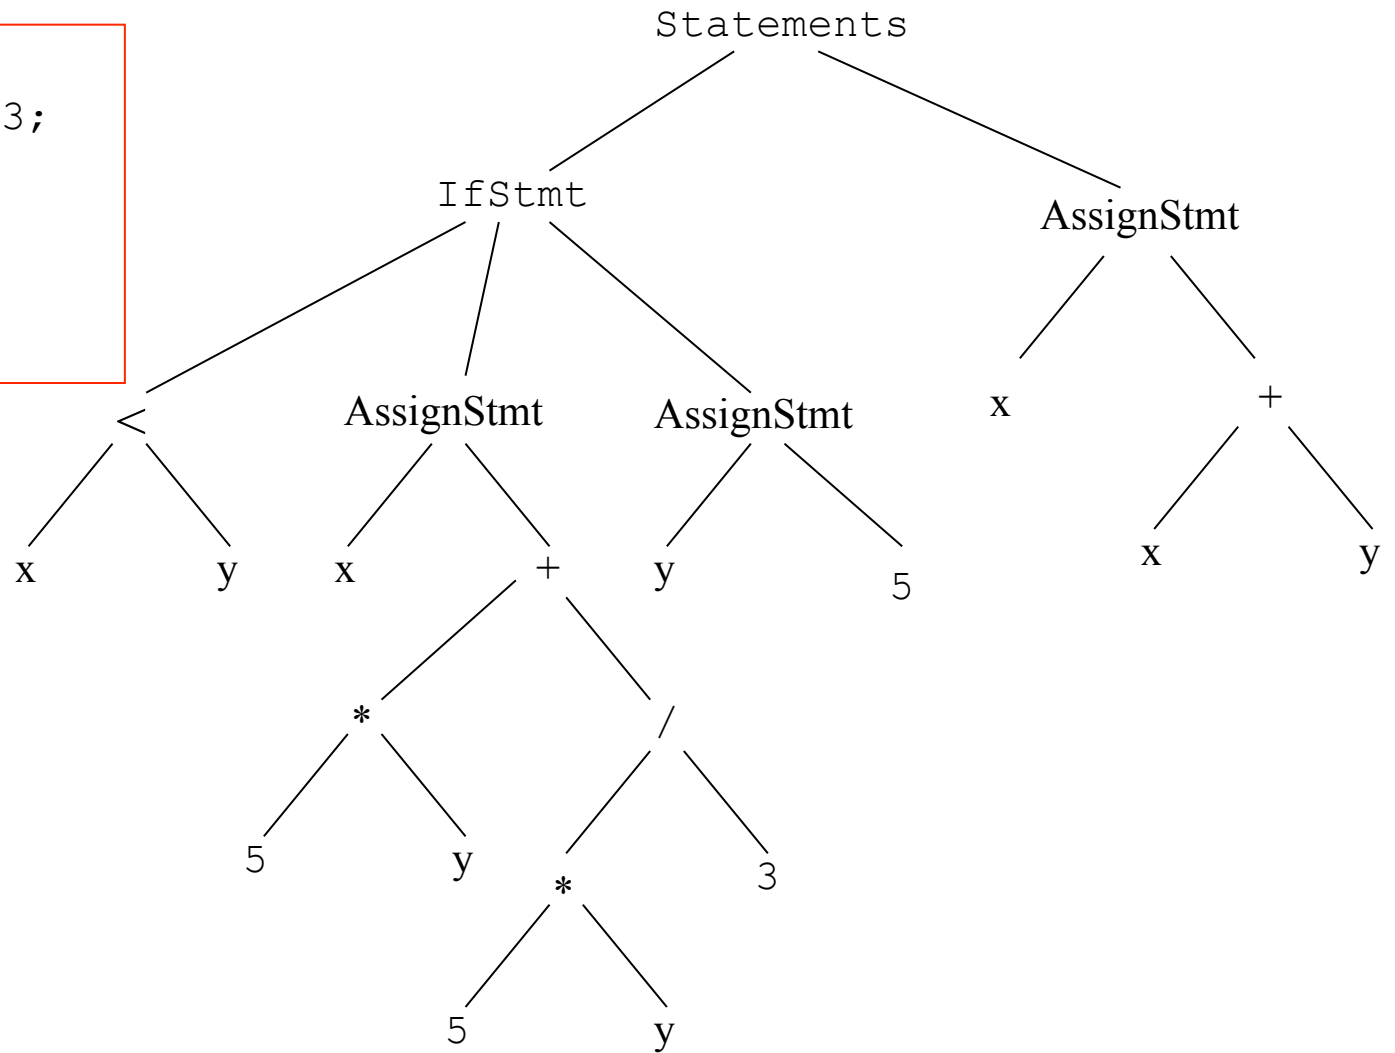 Statements
3;
IfStmt
AssignStmt
< AssignStmt AssignStmt x +
x y x + y 5 x y
* /
5 y * 3
5 y